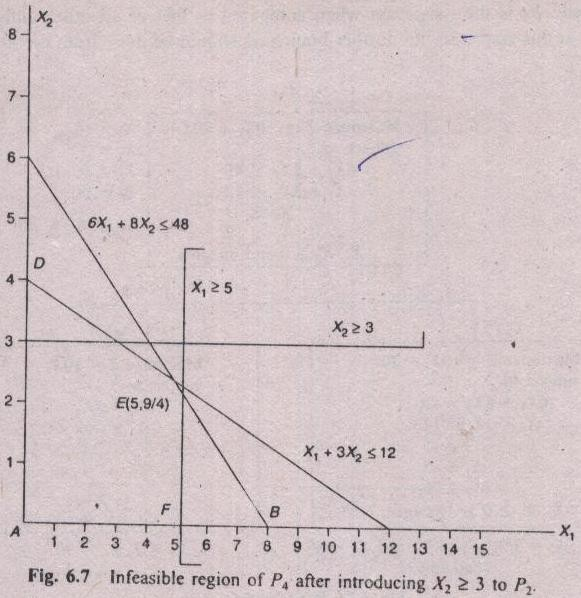 X₂
8
7
6
6X₁ + 8X₂ ≤ 48
5
D
4
X₁ ≥ 5
X₂ ≥ 3
3
2
E(5,9/4)
X₁ + 3X₂ ≤ 12
1
F
B
A
X₁
1 2 3 4 5 6 7 8 9 10 11 12 13 14 15
Fig. 6.7 Infeasible region of P₄ after introducing X₂ ≥ 3 to P₂.